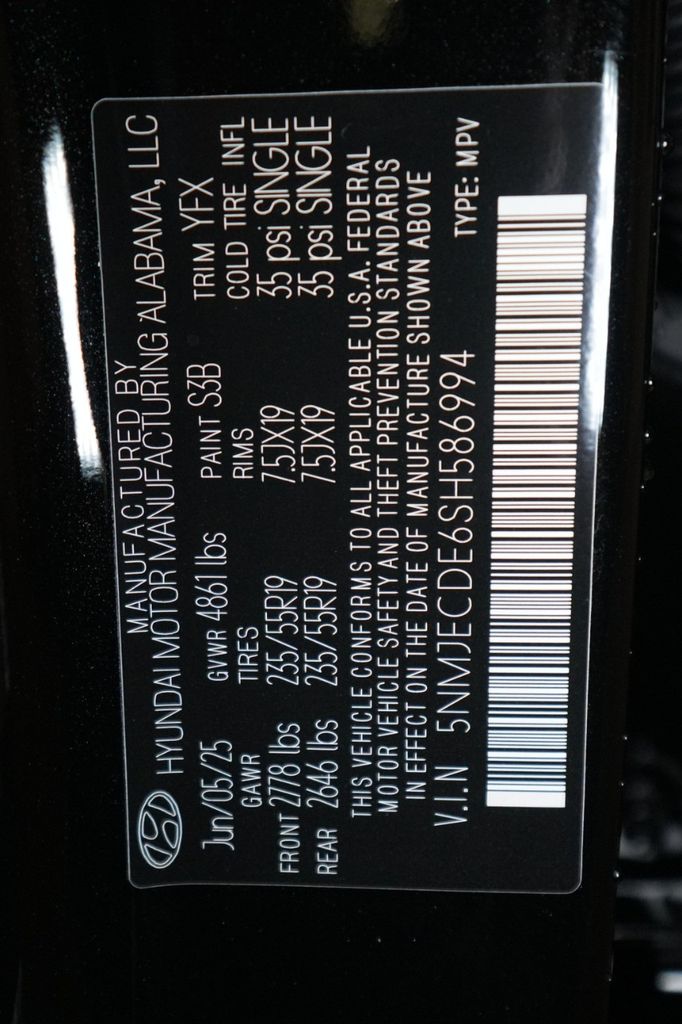 MANUFACTURED BY
HYUNDAI MOTOR MANUFACTURING ALABAMA, LLC
Jun/05/25 GVWR 4861 lbs PAINT S3B TRIM YFX
GAWR TIRES RIMS COLD TIRE INFL
FRONT 2778 lbs 235/55R19 7.5JX19 35 psi SINGLE
REAR 2646 lbs 235/55R19 7.5JX19 35 psi SINGLE
THIS VEHICLE CONFORMS TO ALL APPLICABLE U.S.A. FEDERAL
MOTOR VEHICLE SAFETY AND THEFT PREVENTION STANDARDS
IN EFFECT ON THE DATE OF MANUFACTURE SHOWN ABOVE
V.I.N 5NMJECDE6SH586994 TYPE: MPV